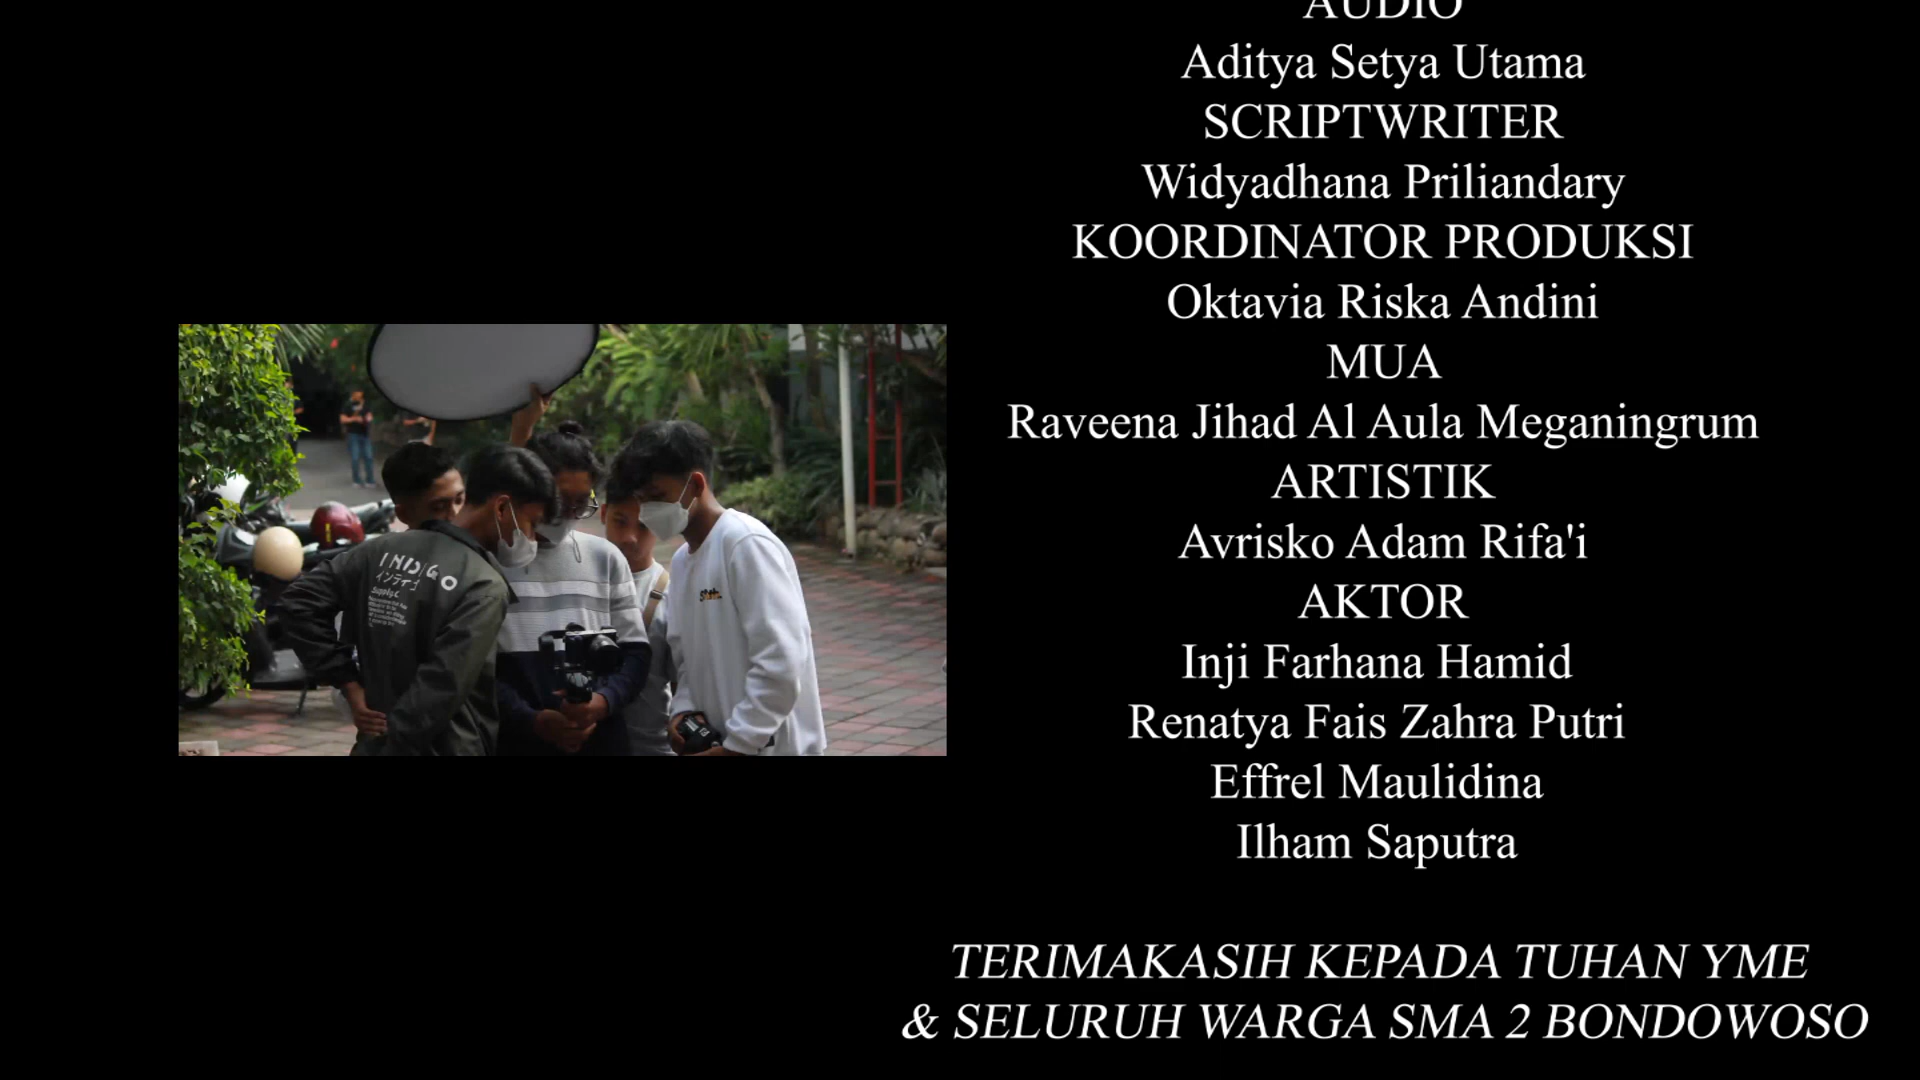 AUDIO
Aditya Setya Utama
SCRIPTWRITER
Widyadhana Priliandary
KOORDINATOR PRODUKSI
Oktavia Riska Andini
MUA
Raveena Jihad Al Aula Meganingrum
ARTISTIK
Avrisko Adam Rifa'i
AKTOR
Inji Farhana Hamid
Renatya Fais Zahra Putri
Effrel Maulidina
Ilham Saputra
TERIMAKASIH KEPADA TUHAN YME
& SELURUH WARGA SMA 2 BONDOWOSO
INDIGO